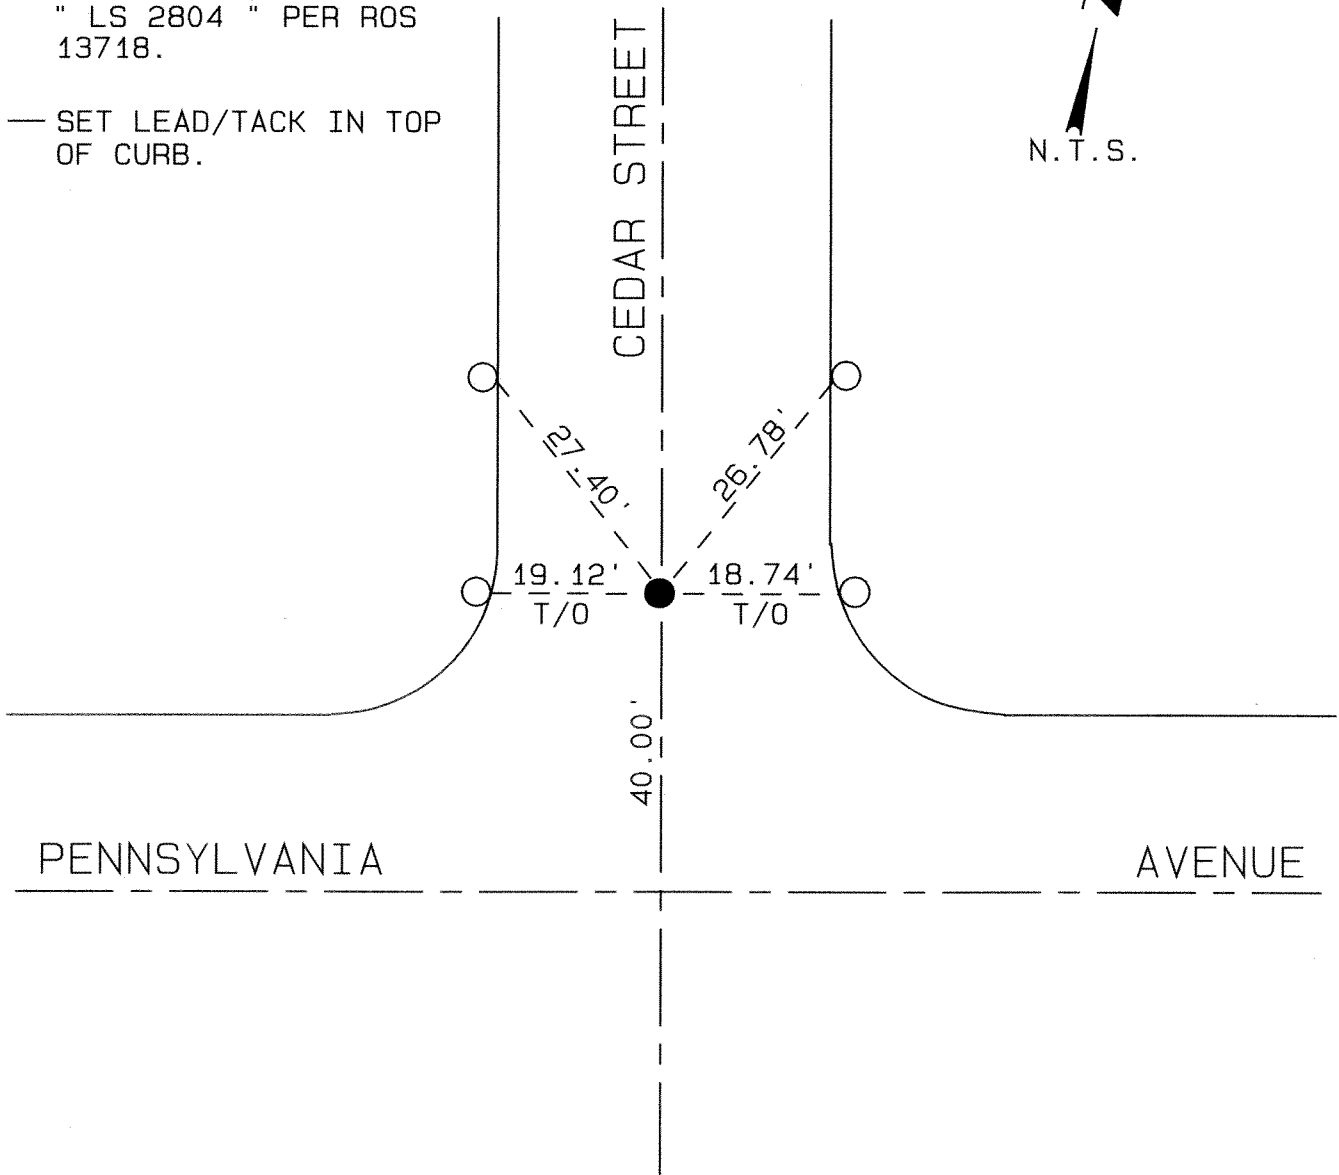 " LS 2804 " PER ROS
13718.
— SET LEAD/TACK IN TOP
OF CURB.
CEDAR STREET
N.T.S.
27.40'
26.78'
19.12'
T/O
18.74'
T/O
40.00'
PENNSYLVANIA
AVENUE